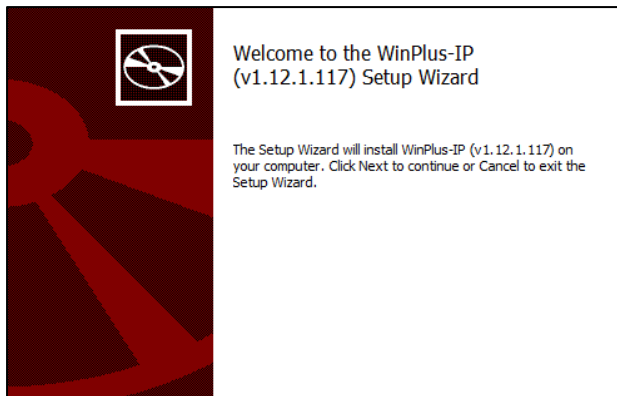 Welcome to the WinPlus-IP
(v1.12.1.117) Setup Wizard
The Setup Wizard will install WinPlus-IP (v1.12.1.117) on
your computer. Click Next to continue or Cancel to exit the
Setup Wizard.